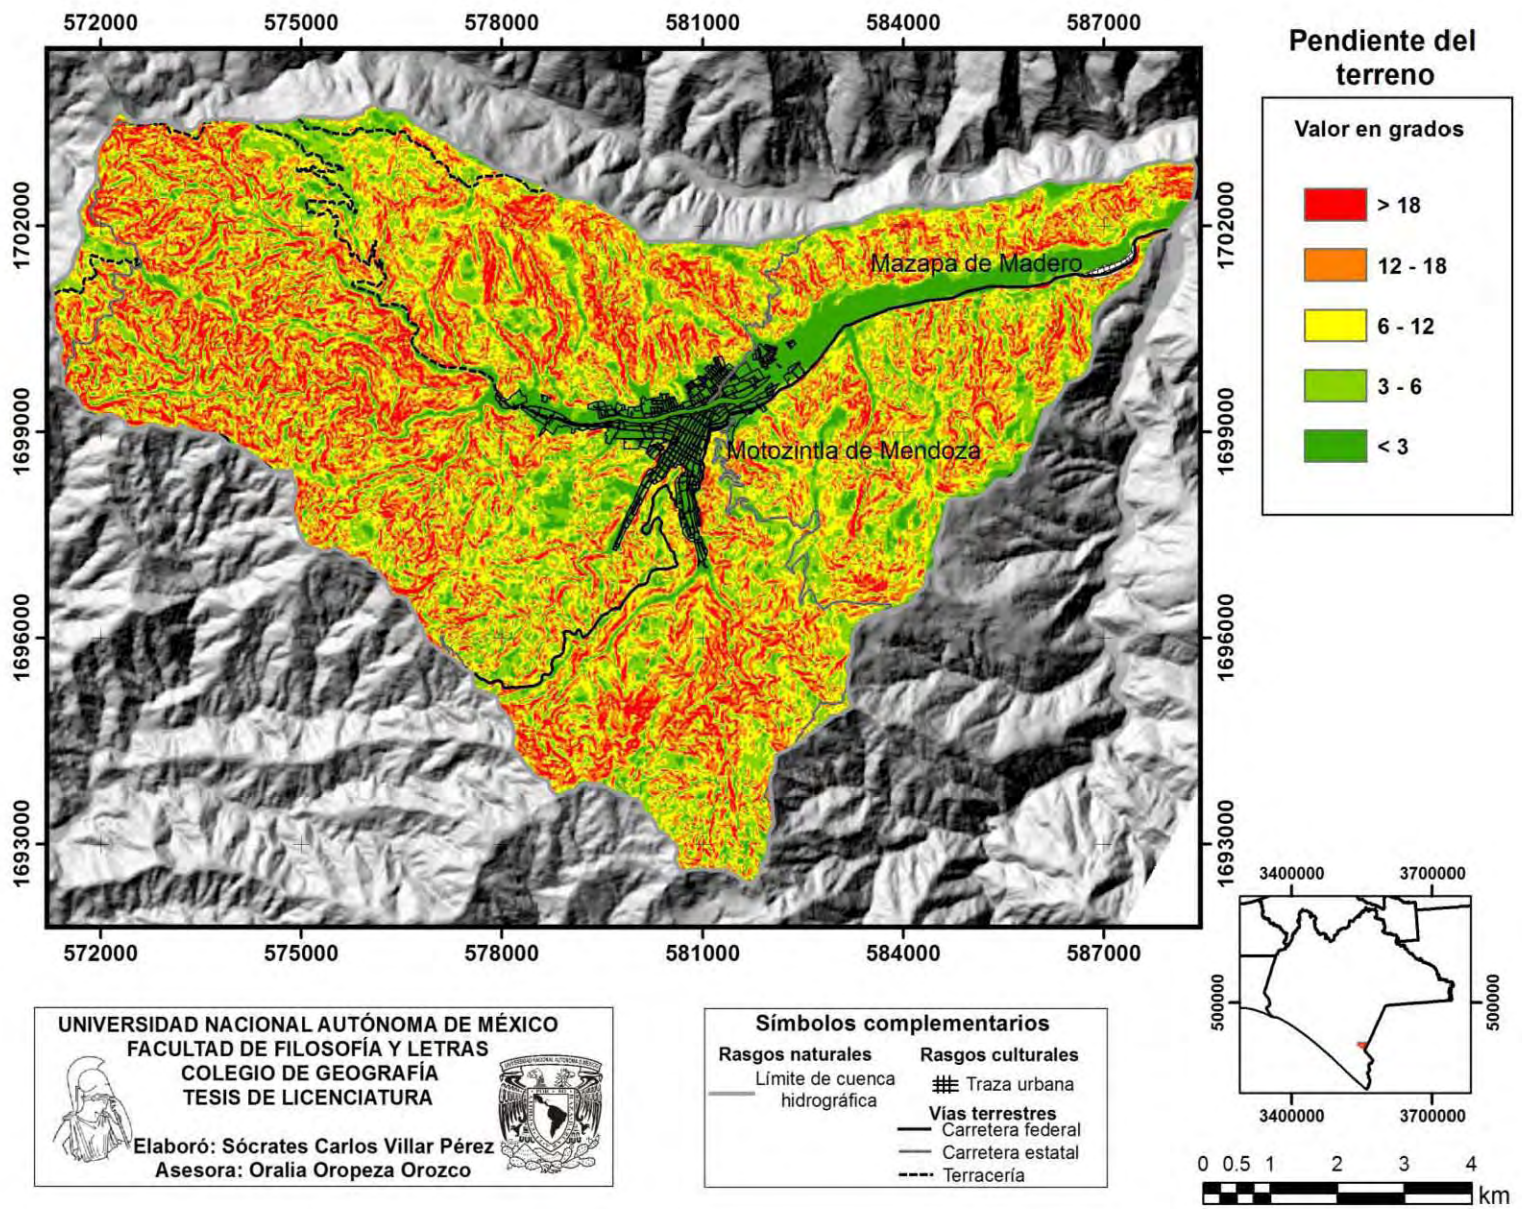 572000 575000 578000 581000 584000 587000
Pendiente del
terreno
Valor en grados
> 18
12 - 18
6 - 12
3 - 6
< 3
1702000
1699000
1696000
1693000
Mazapa de Madero
Motozintla de Mendoza
1702000
1699000
1696000
1693000
572000 575000 578000 581000 584000 587000
UNIVERSIDAD NACIONAL AUTÓNOMA DE MÉXICO
FACULTAD DE FILOSOFÍA Y LETRAS
COLEGIO DE GEOGRAFÍA
TESIS DE LICENCIATURA
Elaboró: Sócrates Carlos Villar Pérez
Asesora: Oralia Oropeza Orozco
Símbolos complementarios
Rasgos naturales
Límite de cuenca
hidrográfica
Rasgos culturales
Traza urbana
Vías terrestres
Carretera federal
Carretera estatal
Terracería
3400000 3700000
500000 500000
3400000 3700000
0 0.5 1 2 3 4
km